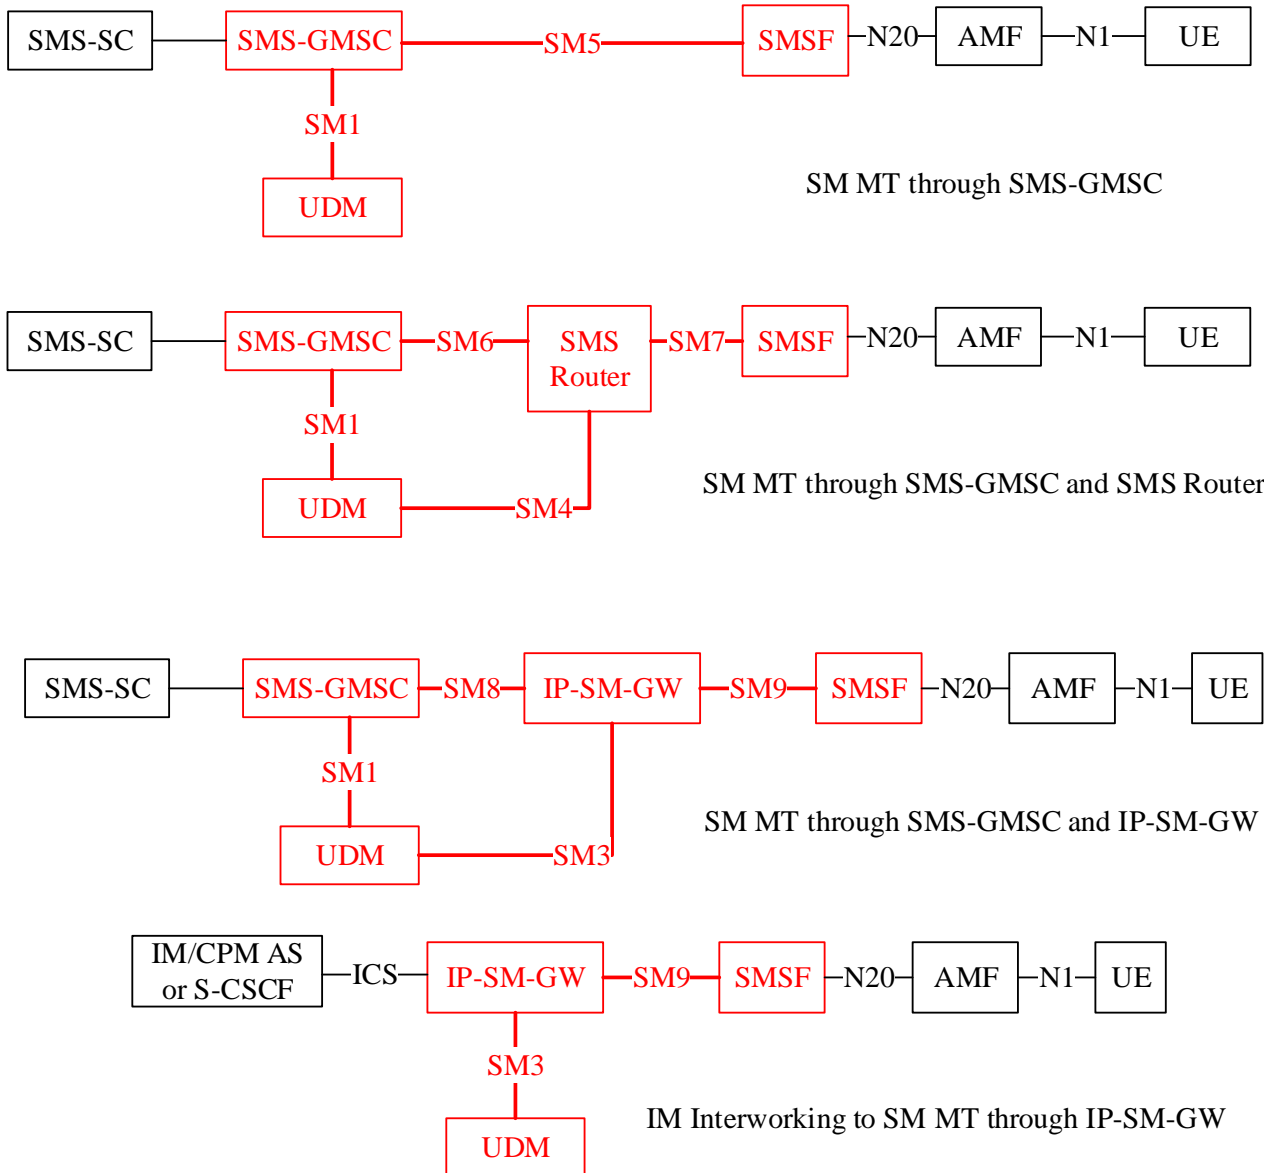 SMS-SC SMS-GMSC SM5 SMSF N20 AMF N1 UE
SM1
UDM
SM MT through SMS-GMSC
SMS-SC SMS-GMSC SM6 SMS SM7 SMSF N20 AMF N1 UE
Router
SM1
UDM SM4
SM MT through SMS-GMSC and SMS Router
SMS-SC SMS-GMSC SM8 IP-SM-GW SM9 SMSF N20 AMF N1 UE
SM1
UDM SM3
SM MT through SMS-GMSC and IP-SM-GW
IM/CPM AS
or S-CSCF
ICS IP-SM-GW SM9 SMSF N20 AMF N1 UE
SM3
UDM
IM Interworking to SM MT through IP-SM-GW